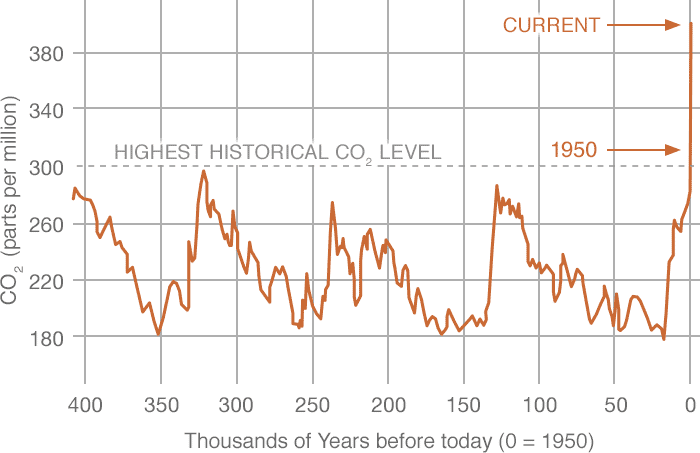 CURRENT
380
340
HIGHEST HISTORICAL CO₂ LEVEL
1950
300
260
220
180
CO₂ (parts per million)
400 350 300 250 200 150 100 50 0
Thousands of Years before today (0 = 1950)